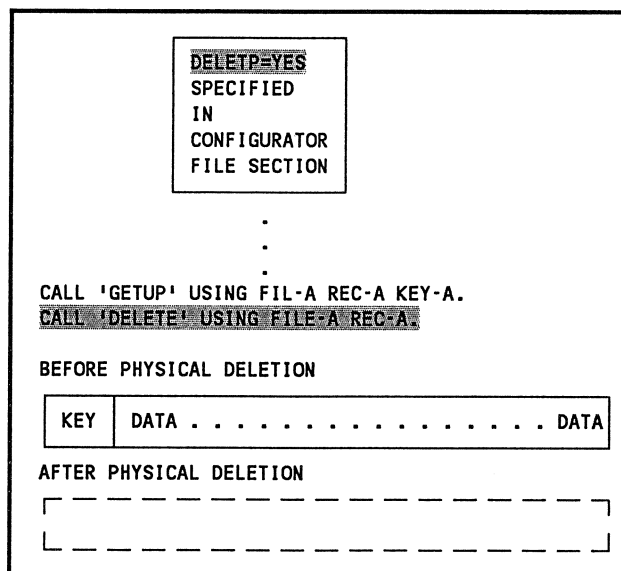 DELETP=YES
SPECIFIED
IN
CONFIGURATOR
FILE SECTION
.
.
.
CALL 'GETUP' USING FIL-A REC-A KEY-A.
CALL 'DELETE' USING FILE-A REC-A.
BEFORE PHYSICAL DELETION
KEY DATA . . . . . . . . . . . . . . . . DATA
AFTER PHYSICAL DELETION